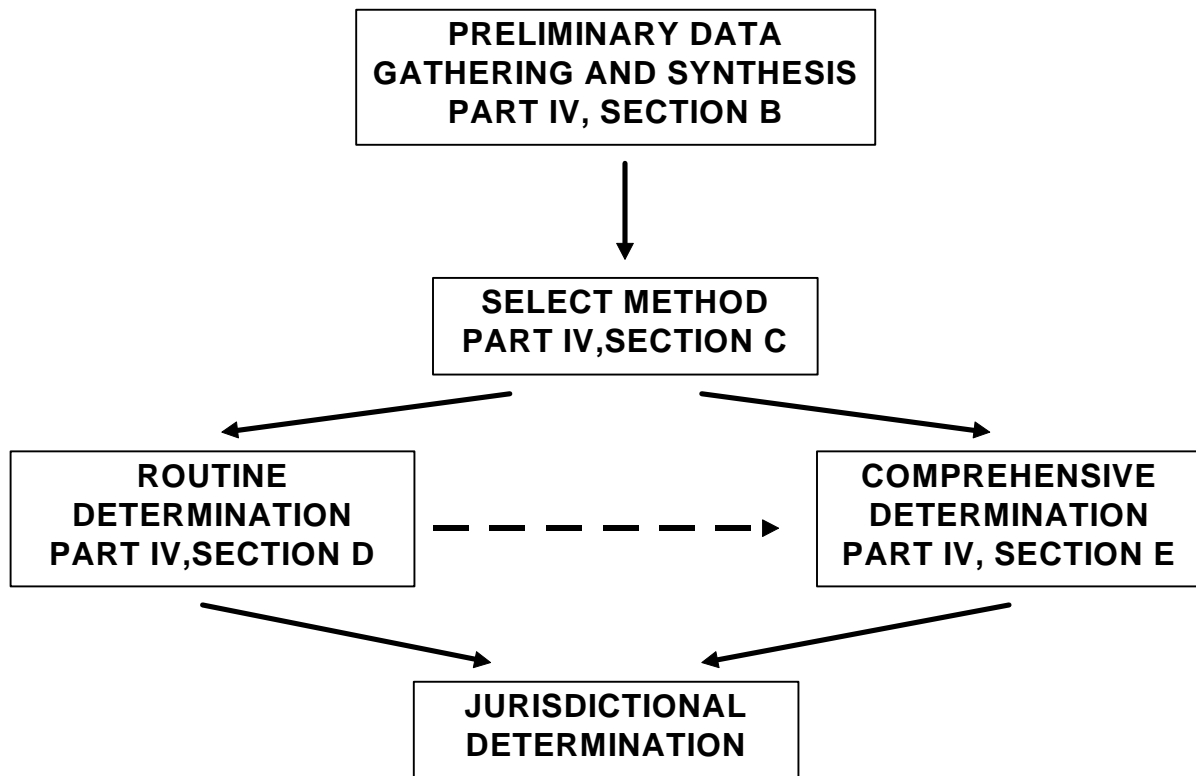 PRELIMINARY DATA
GATHERING AND SYNTHESIS
PART IV, SECTION B
SELECT METHOD
PART IV,SECTION C
ROUTINE
DETERMINATION
PART IV,SECTION D
COMPREHENSIVE
DETERMINATION
PART IV, SECTION E
JURISDICTIONAL
DETERMINATION